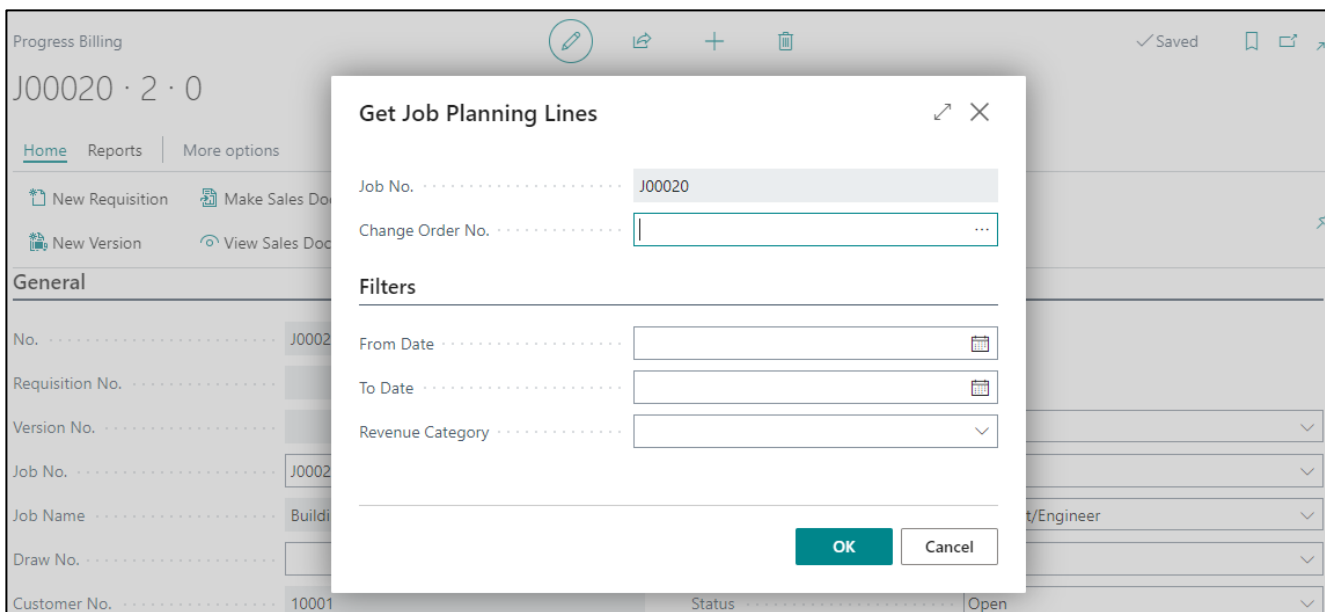 Progress Billing
Saved
J00020 · 2 · 0
Get Job Planning Lines
Home Reports More options
Job No. J00020
New Requisition
Change Order No.
New Version View Sales
General
Filters
No.
From Date
Requisition No.
To Date
Version No.
Revenue Category
Job No.
Job Name
Draw No.
OK Cancel
Customer No. 10001 Status Open